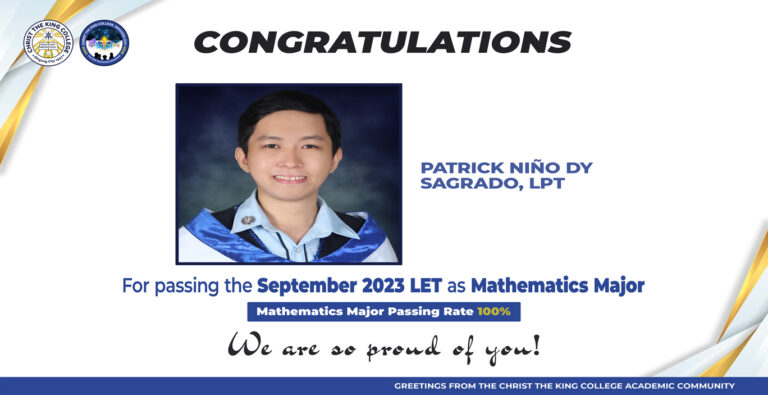 CHRIST THE KING COLLEGE
CONGRATULATIONS
PATRICK NIÑO DY
SAGRADO, LPT
For passing the September 2023 LET as Mathematics Major
Mathematics Major Passing Rate 100%
We are so proud of you!
GREETINGS FROM THE CHRIST THE KING COLLEGE ACADEMIC COMMUNITY